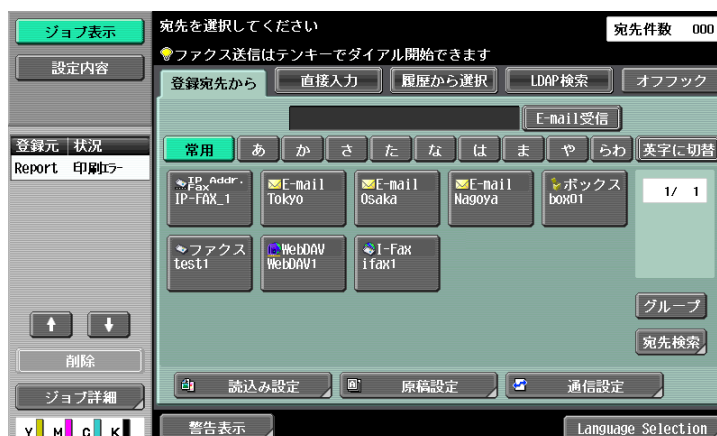 ジョブ表示
設定内容
登録元 状況
Report 印刷ｴﾗｰ
削除
ジョブ詳細
Y M C K
宛先を選択してください
宛先件数 000
ファクス送信はテンキーでダイアル開始できます
登録宛先から 直接入力 履歴から選択 LDAP検索 オフフック
E-mail受信
常用 あ か さ た な は ま や らわ 英字に切替
IP Addr. Fax
IP-FAX_1
E-mail
Tokyo
E-mail
Osaka
E-mail
Nagoya
ボックス
box01
1/ 1
ファクス
test1
WebDAV
WebDAV1
I-Fax
ifax1
グループ
宛先検索
読込み設定 原稿設定 通信設定
警告表示 Language Selection